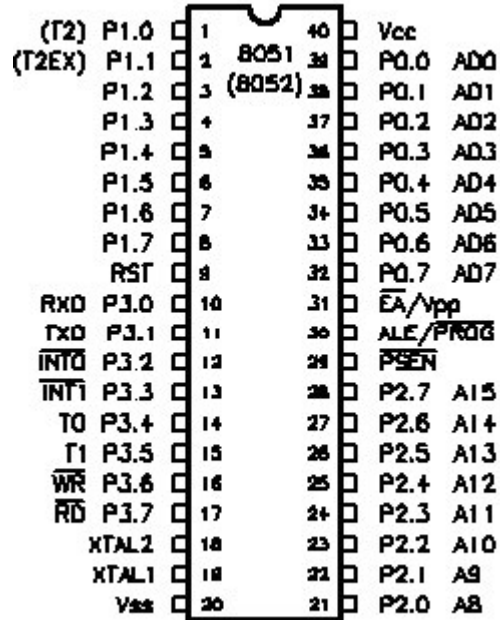 (T2) P1.0 1 40 Vcc
(T2EX) P1.1 2 8051 39 P0.0 AD0
P1.2 3 (8052) 38 P0.1 AD1
P1.3 4 37 P0.2 AD2
P1.4 5 36 P0.3 AD3
P1.5 6 35 P0.4 AD4
P1.6 7 34 P0.5 AD5
P1.7 8 33 P0.6 AD6
RST 9 32 P0.7 AD7
RXD P3.0 10 31 E̅A̅/Vpp
TXD P3.1 11 30 ALE/P̅R̅O̅G̅
I̅N̅T̅0̅ P3.2 12 29 P̅S̅E̅N̅
I̅N̅T̅1̅ P3.3 13 28 P2.7 A15
T0 P3.4 14 27 P2.6 A14
T1 P3.5 15 26 P2.5 A13
W̅R̅ P3.6 16 25 P2.4 A12
R̅D̅ P3.7 17 24 P2.3 A11
XTAL2 18 23 P2.2 A10
XTAL1 19 22 P2.1 A9
Vss 20 21 P2.0 A8